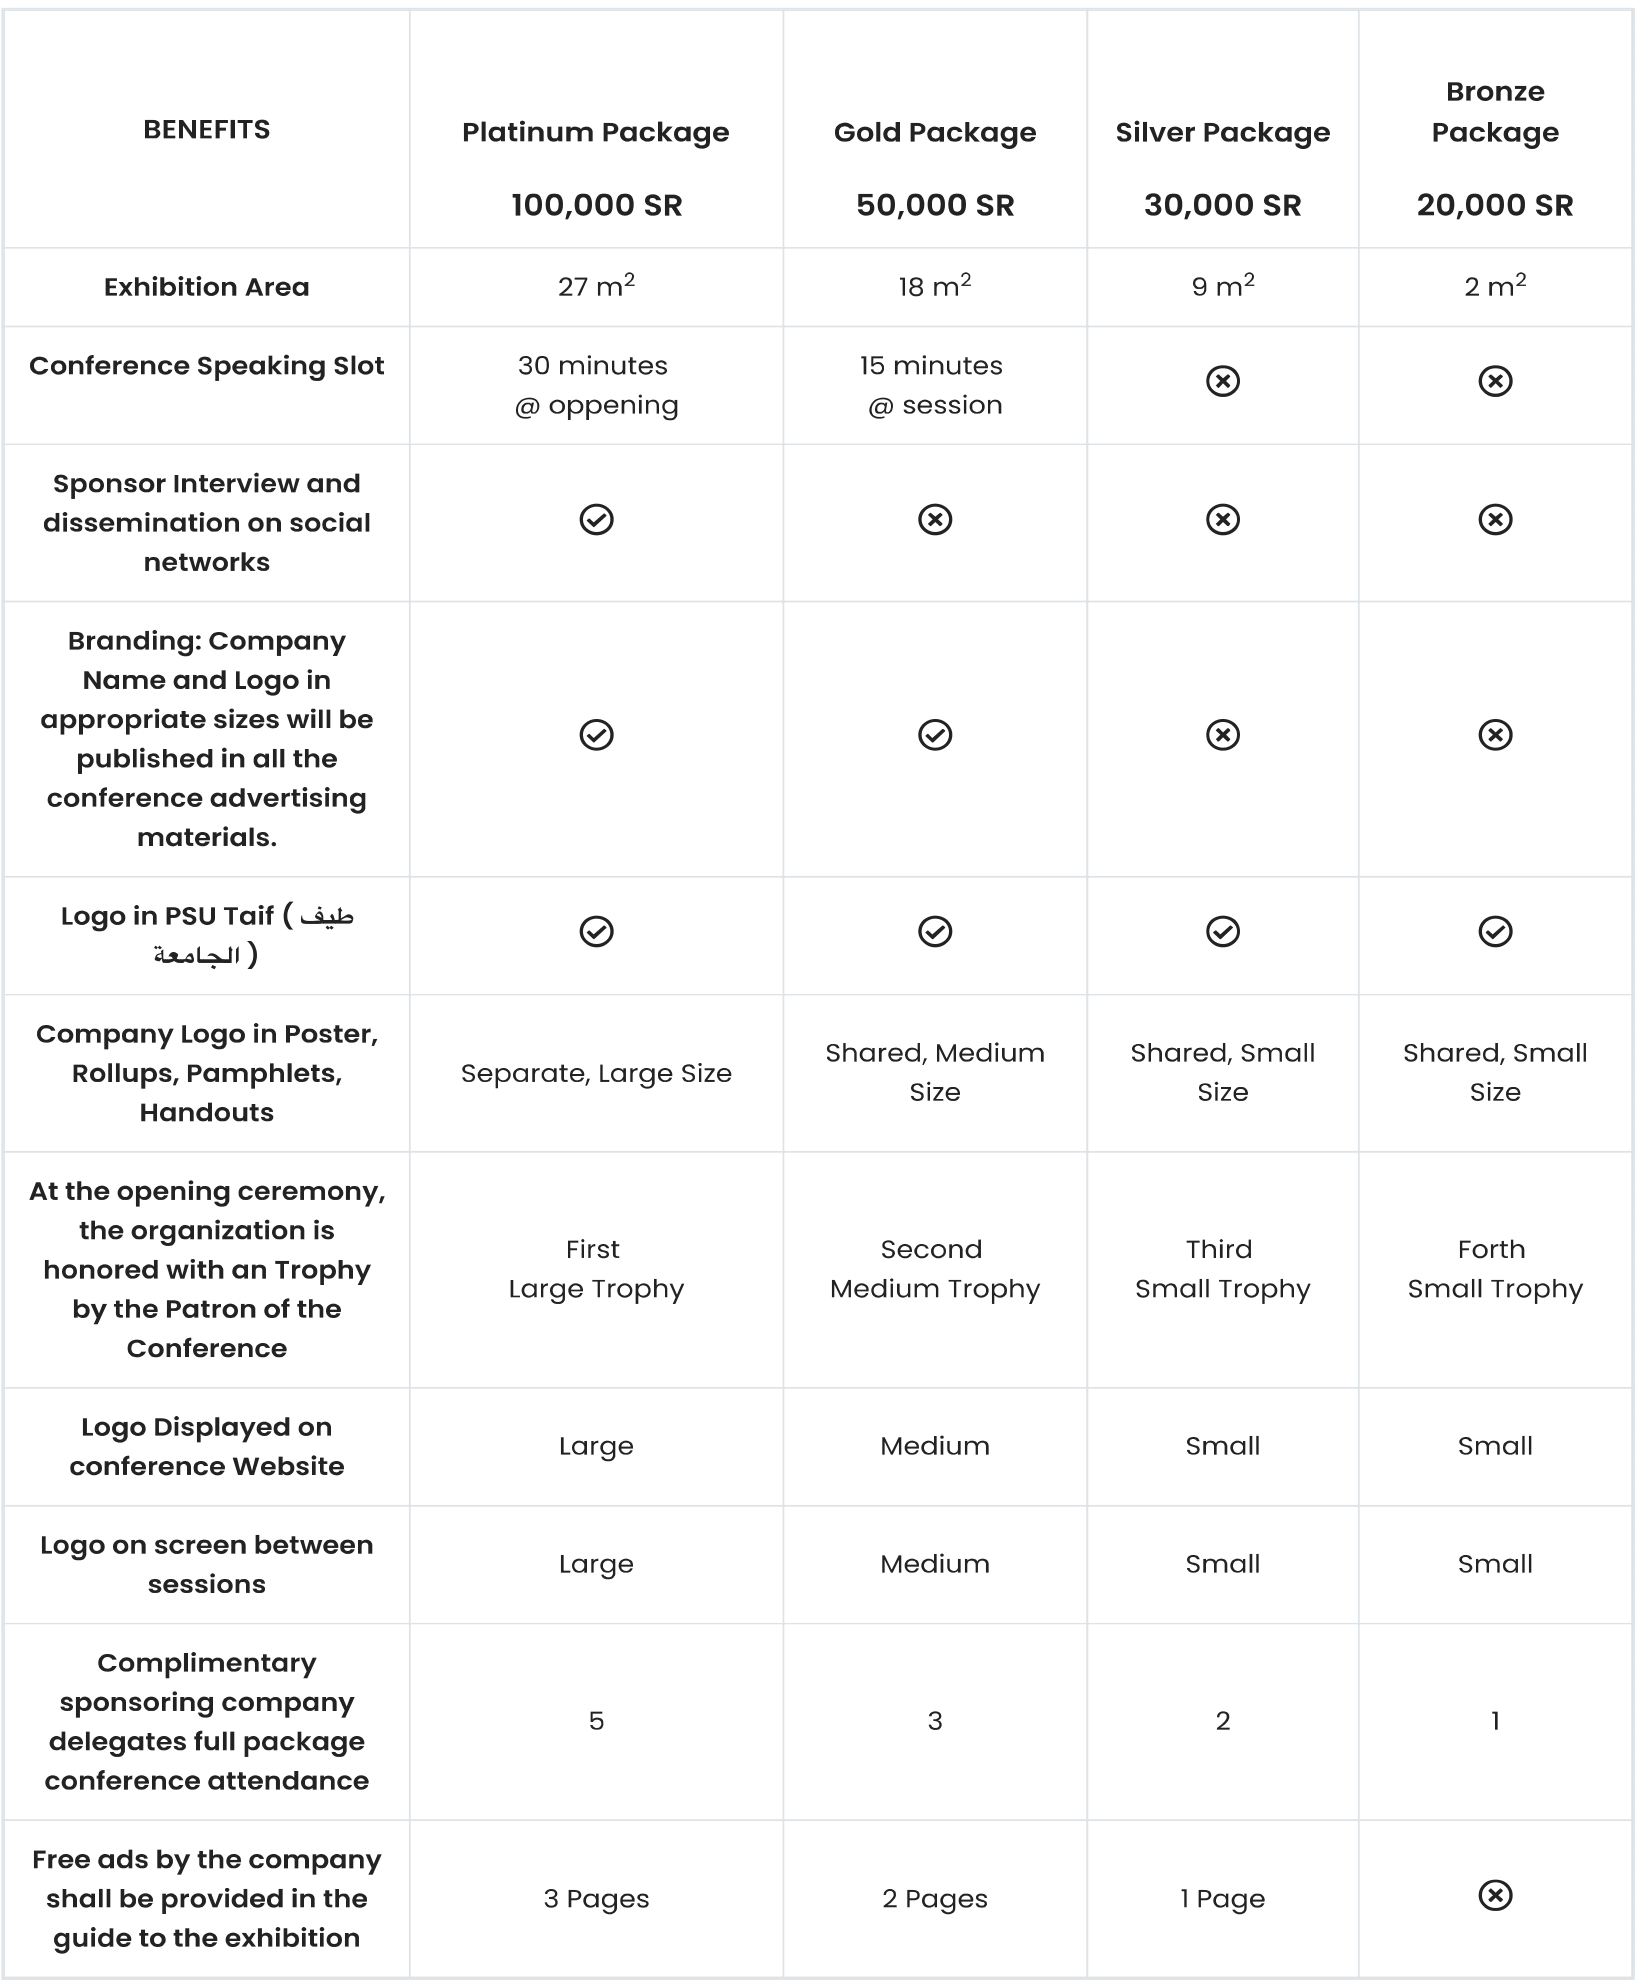 BENEFITS
Platinum Package
100,000 SR
Gold Package
50,000 SR
Silver Package
30,000 SR
Bronze
Package
20,000 SR
Exhibition Area
27 m²
18 m²
9 m²
2 m²
Conference Speaking Slot
30 minutes
@ oppening
15 minutes
@ session
Sponsor Interview and
dissemination on social
networks
Branding: Company
Name and Logo in
appropriate sizes will be
published in all the
conference advertising
materials.
Logo in PSU Taif ( طيف
الجامعة )
Company Logo in Poster,
Rollups, Pamphlets,
Handouts
Separate, Large Size
Shared, Medium
Size
Shared, Small
Size
Shared, Small
Size
At the opening ceremony,
the organization is
honored with an Trophy
by the Patron of the
Conference
First
Large Trophy
Second
Medium Trophy
Third
Small Trophy
Forth
Small Trophy
Logo Displayed on
conference Website
Large
Medium
Small
Small
Logo on screen between
sessions
Large
Medium
Small
Small
Complimentary
sponsoring company
delegates full package
conference attendance
5
3
2
1
Free ads by the company
shall be provided in the
guide to the exhibition
3 Pages
2 Pages
1 Page